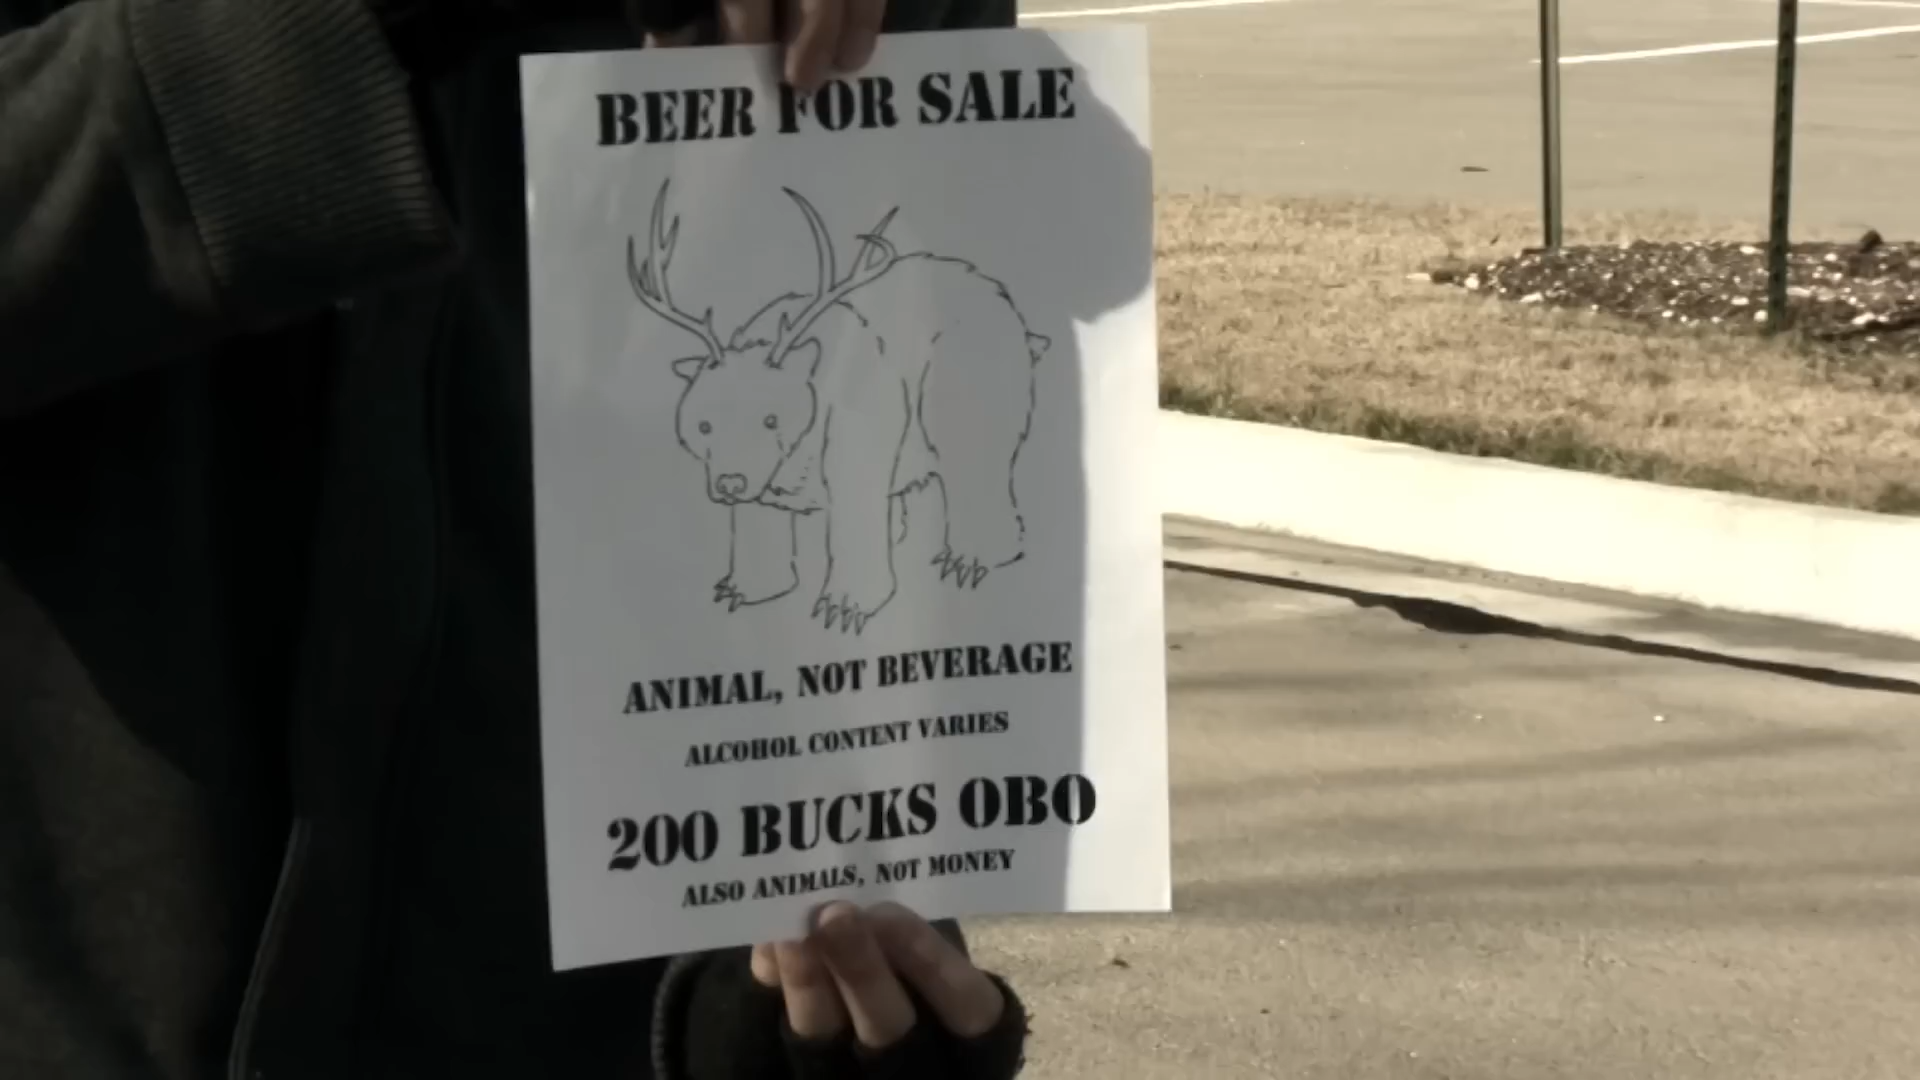 BEER FOR SALE
ANIMAL, NOT BEVERAGE
ALCOHOL CONTENT VARIES
200 BUCKS OBO
ALSO ANIMALS, NOT MONEY